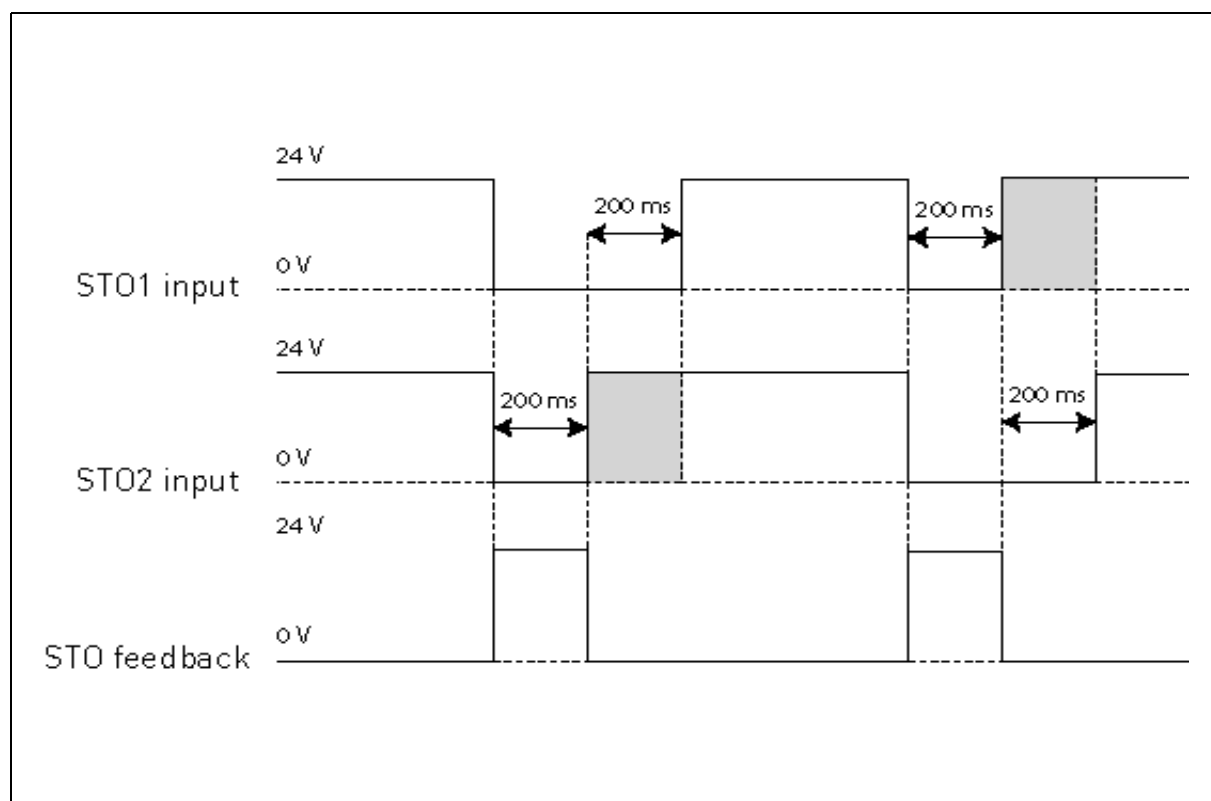 24 V
200 ms
200 ms
0 V
STO1 input
24 V
200 ms
200 ms
0 V
STO2 input
24 V
0 V
STO feedback